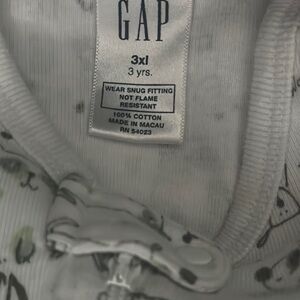 GAP
3xl
3 yrs.
WEAR SNUG FITTING
NOT FLAME
RESISTANT
100% COTTON
MADE IN MACAU
RN 54023